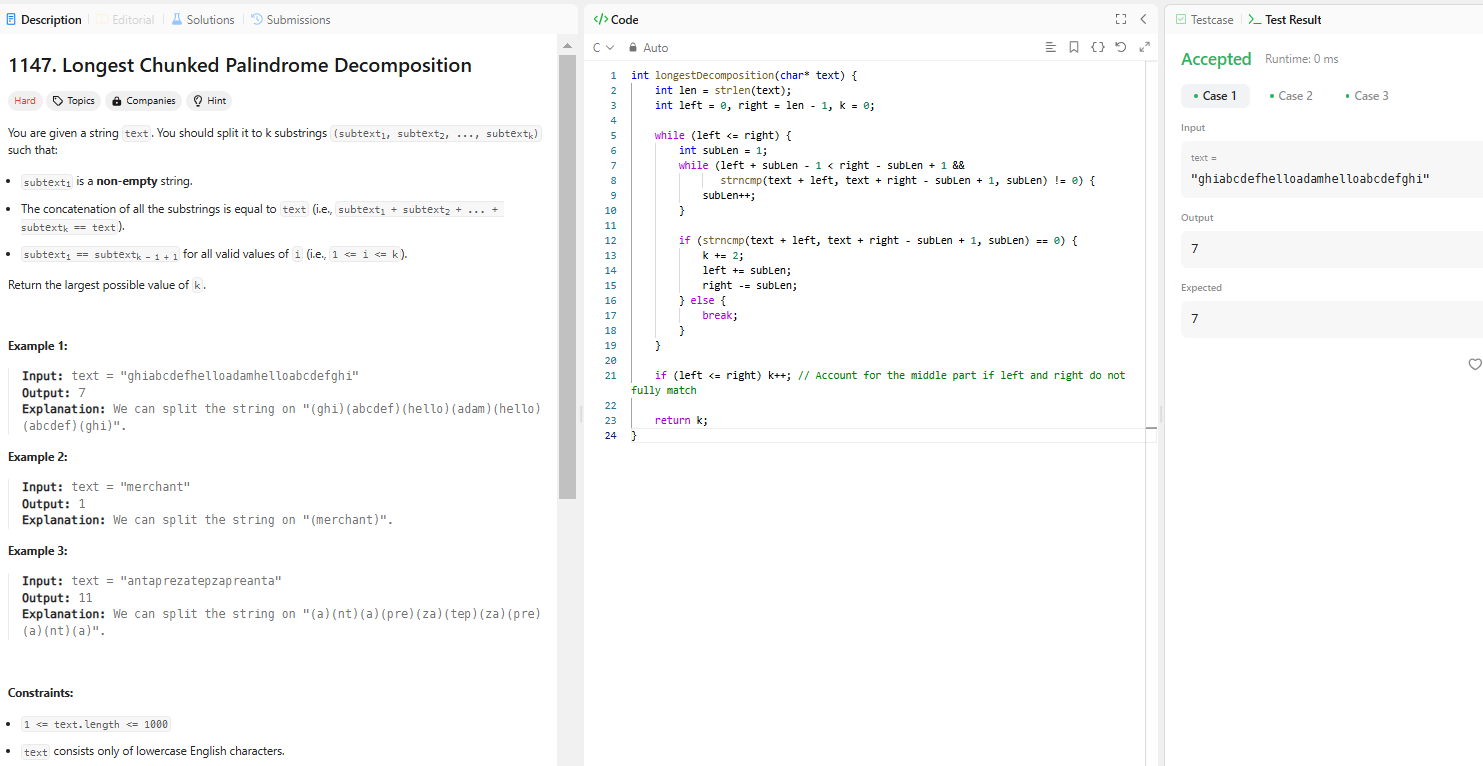 Description
Editorial
Solutions
Submissions
1147. Longest Chunked Palindrome Decomposition
Hard
Topics
Companies
Hint
You are given a string text. You should split it to k substrings (subtext1, subtext2, ..., subtextk)
such that:
• subtexti is a non-empty string.
• The concatenation of all the substrings is equal to text (i.e., subtext1 + subtext2 + ... +
subtextk == text).
• subtexti == subtextk - i + 1 for all valid values of i (i.e., 1 <= i <= k).
Return the largest possible value of k.
Example 1:
Input: text = "ghiabcdefhelloadamhelloabcdefghi"
Output: 7
Explanation: We can split the string on "(ghi)(abcdef)(hello)(adam)(hello)
(abcdef)(ghi)".
Example 2:
Input: text = "merchant"
Output: 1
Explanation: We can split the string on "(merchant)".
Example 3:
Input: text = "antaprezatepzapreanta"
Output: 11
Explanation: We can split the string on "(a)(nt)(a)(pre)(za)(tep)(za)(pre)
(a)(nt)(a)".
Constraints:
• 1 <= text.length <= 1000
• text consists only of lowercase English characters.
</> Code
C
Auto
1 int longestDecomposition(char* text) {
2 int len = strlen(text);
3 int left = 0, right = len - 1, k = 0;
4
5 while (left <= right) {
6 int subLen = 1;
7 while (left + subLen - 1 < right - subLen + 1 &&
8 strncmp(text + left, text + right - subLen + 1, subLen) != 0) {
9 subLen++;
10 }
11
12 if (strncmp(text + left, text + right - subLen + 1, subLen) == 0) {
13 k += 2;
14 left += subLen;
15 right -= subLen;
16 } else {
17 break;
18 }
19 }
20
21 if (left <= right) k++; // Account for the middle part if left and right do not
fully match
22
23 return k;
24 }
Testcase
Test Result
Accepted
Runtime: 0 ms
• Case 1
• Case 2
• Case 3
Input
text =
"ghiabcdefhelloadamhelloabcdefghi"
Output
7
Expected
7